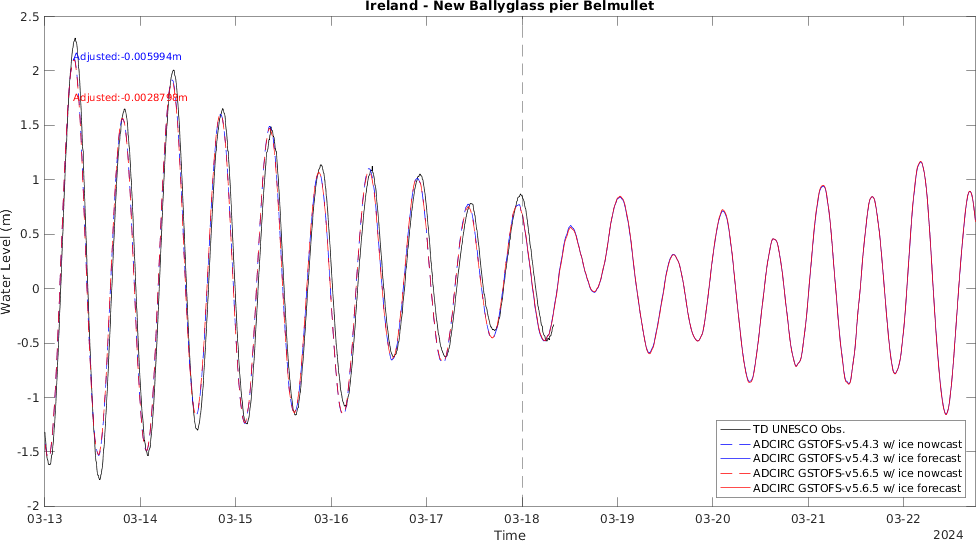 Ireland - New Ballyglass pier Belmullet
2.5
2
1.5
1
0.5
0
-0.5
-1
-1.5
-2
Water Level (m)
Adjusted:-0.005994m
Adjusted:-0.0028798m
TD UNESCO Obs.
ADCIRC GSTOFS-v5.4.3 w/ ice nowcast
ADCIRC GSTOFS-v5.4.3 w/ ice forecast
ADCIRC GSTOFS-v5.6.5 w/ ice nowcast
ADCIRC GSTOFS-v5.6.5 w/ ice forecast
03-13 03-14 03-15 03-16 03-17 03-18 03-19 03-20 03-21 03-22
Time
2024